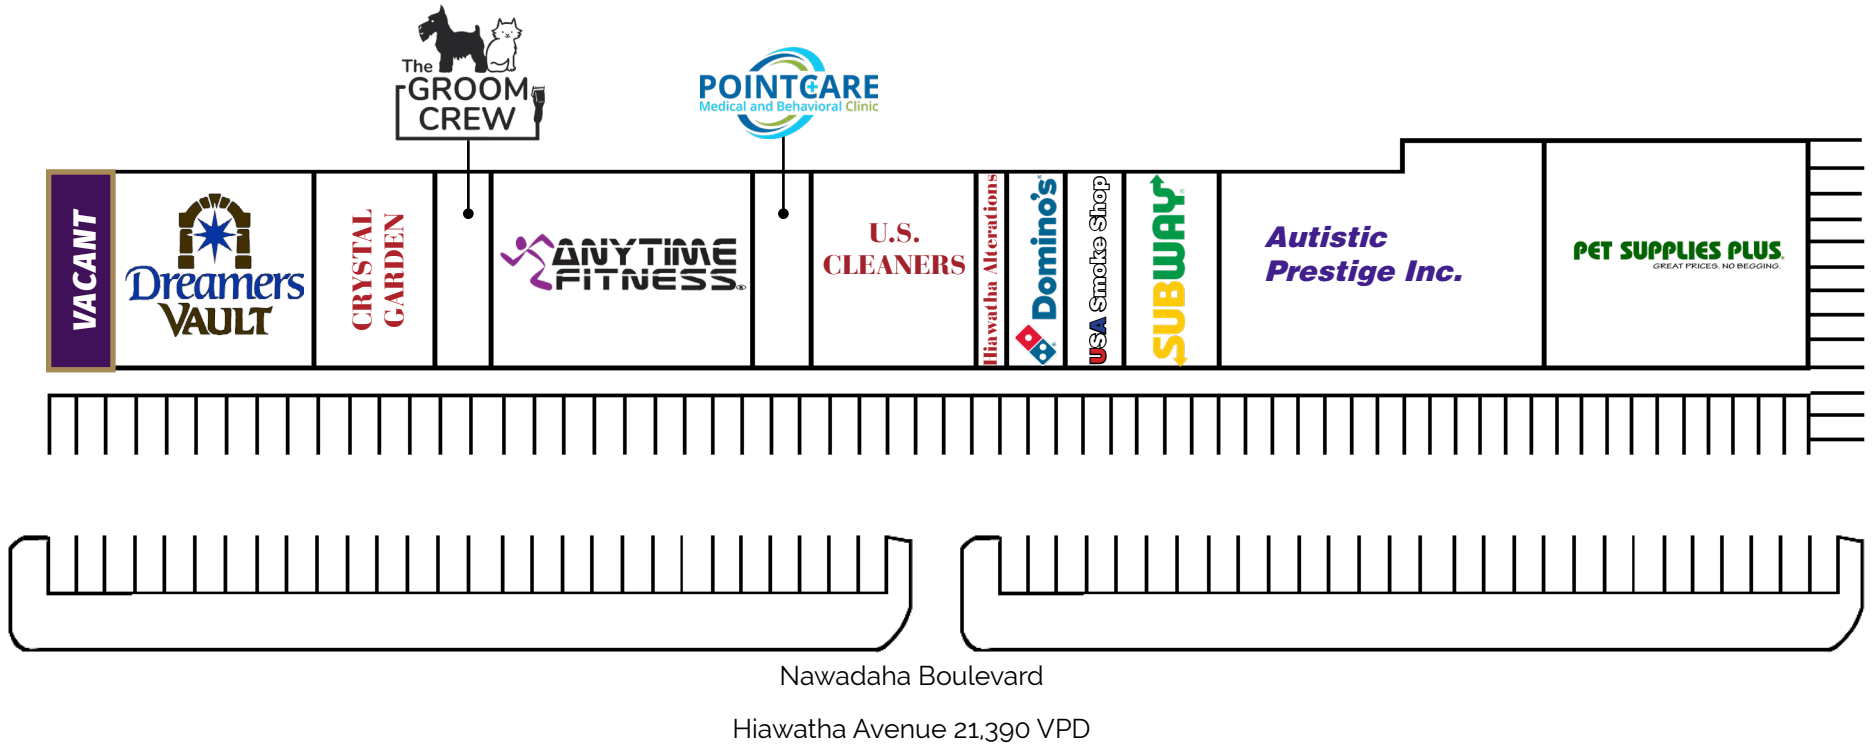 The
GROOM
CREW
POINTCARE
Medical and Behavioral Clinic
VACANT
Dreamers
VAULT
CRYSTAL
GARDEN
ANYTIME
FITNESS®
U.S.
CLEANERS
Hiawatha Alterations
Domino's
USA Smoke Shop
SUBWAY
Autistic
Prestige Inc.
PET SUPPLIES PLUS.
GREAT PRICES. NO BEGGING.
Nawadaha Boulevard
Hiawatha Avenue 21,390 VPD